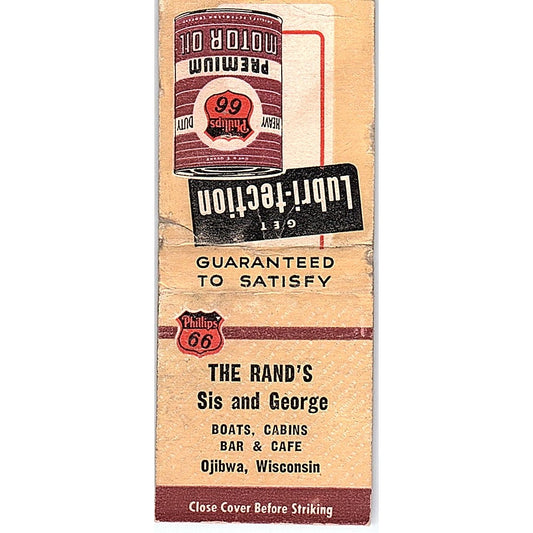 GET
Lubri-tection
HEAVY DUTY
Phillips
66
PREMIUM
MOTOR OIL
GUARANTEED
TO SATISFY
Phillips
66
THE RAND'S
Sis and George
BOATS, CABINS
BAR & CAFE
Ojibwa, Wisconsin
Close Cover Before Striking